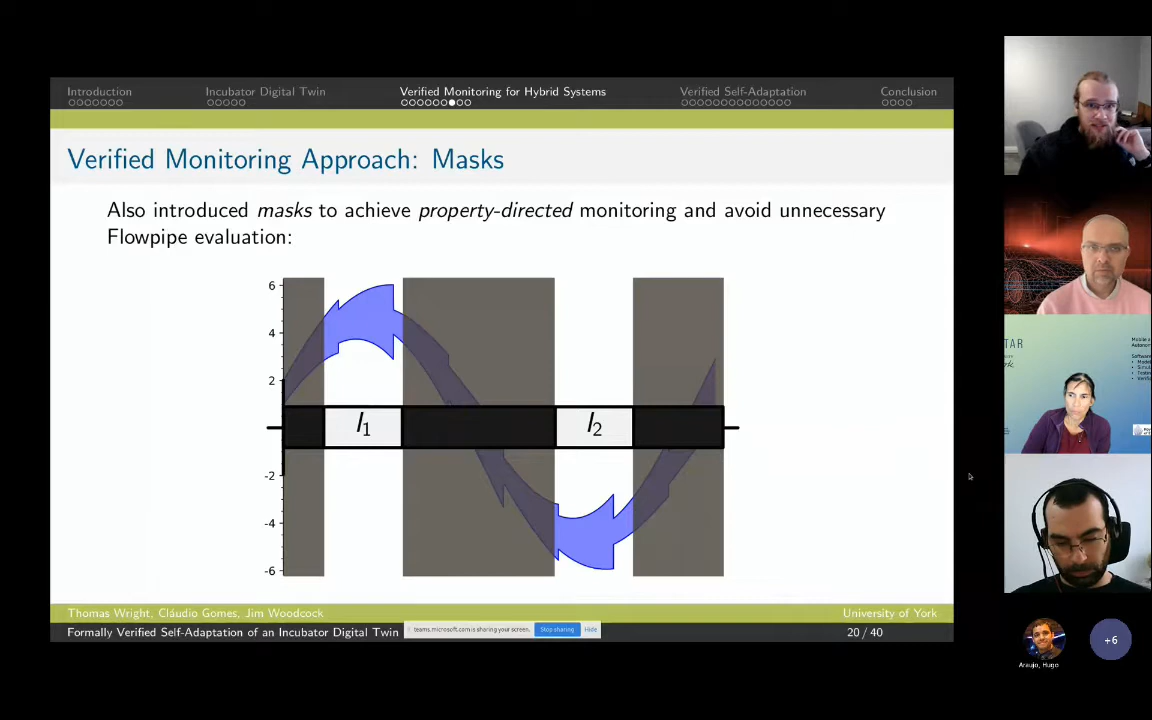 Introduction
Incubator Digital Twin
Verified Monitoring for Hybrid Systems
Verified Self-Adaptation
Conclusion
Verified Monitoring Approach: Masks
Also introduced masks to achieve property-directed monitoring and avoid unnecessary
Flowpipe evaluation:
6
4
2
-2
-4
-6
I1
I2
Thomas Wright, Cláudio Gomes, Jim Woodcock
University of York
Formally Verified Self-Adaptation of an Incubator Digital Twin
20 / 40
teams.microsoft.com is sharing your screen.
Stop sharing
Hide
TAR
Araujo, Hugo
+6